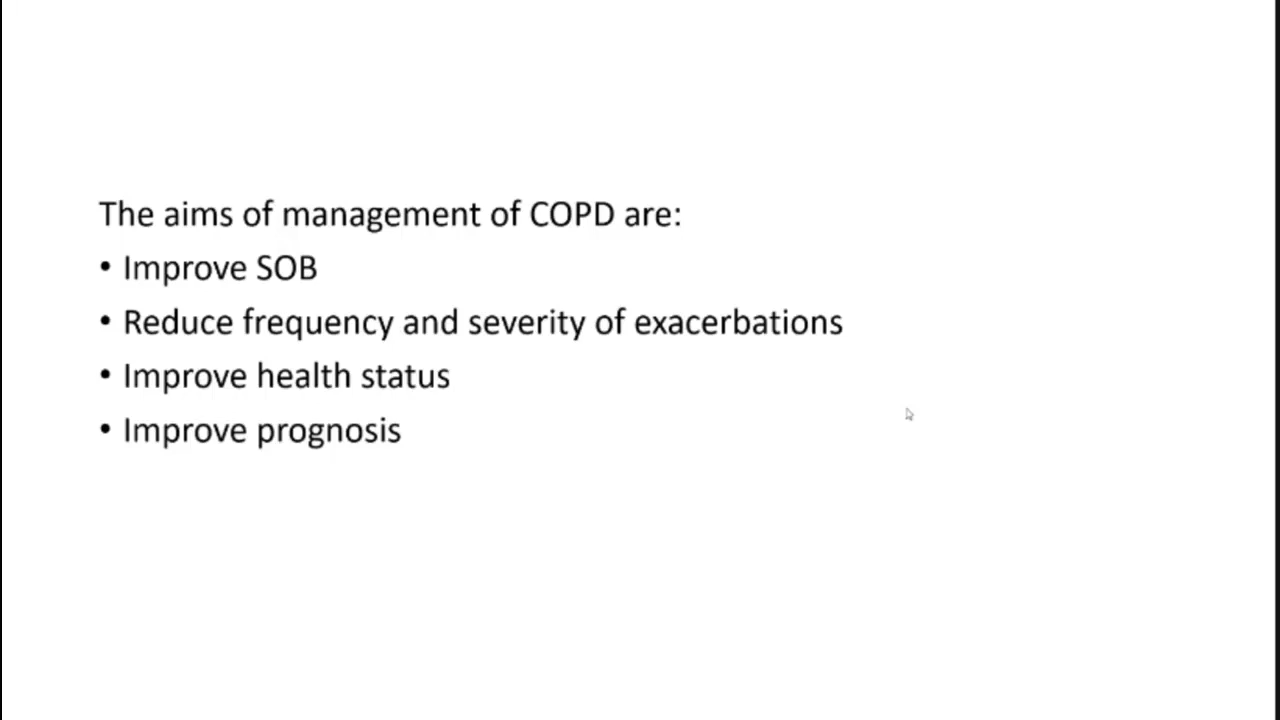 The aims of management of COPD are:
• Improve SOB
• Reduce frequency and severity of exacerbations
• Improve health status
• Improve prognosis